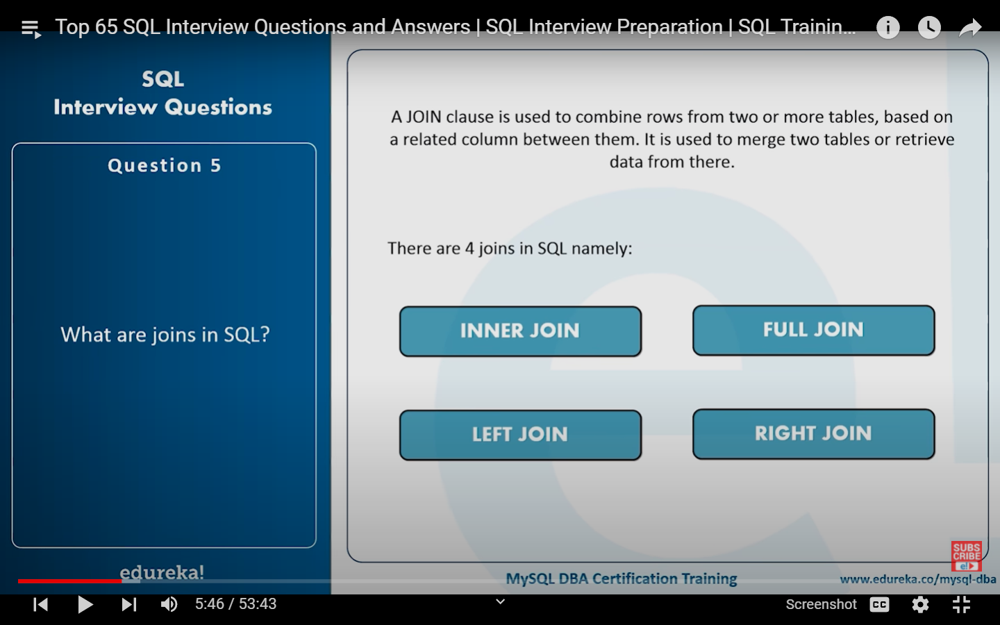 Top 65 SQL Interview Questions and Answers | SQL Interview Preparation | SQL Trainin...
SQL
Interview Questions
Question 5
What are joins in SQL?
edureka!
A JOIN clause is used to combine rows from two or more tables, based on
a related column between them. It is used to merge two tables or retrieve
data from there.
There are 4 joins in SQL namely:
INNER JOIN
FULL JOIN
LEFT JOIN
RIGHT JOIN
SUBS
CRIBE
e!
MySQL DBA Certification Training
www.edureka.co/mysql-dba
5:46 / 53:43
Screenshot
CC